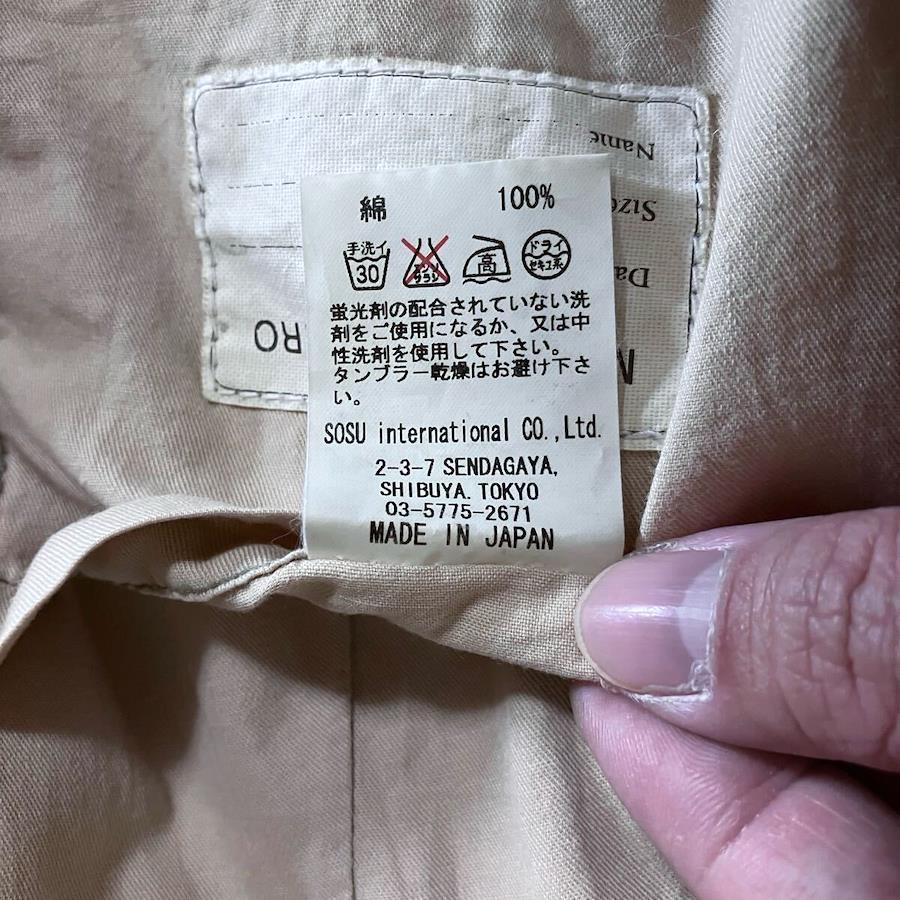 綿 100%
手洗イ 30 エンソサラシ 高 ドライ セキユ系
蛍光剤の配合されていない洗
剤をご使用になるか、又は中
性洗剤を使用して下さい。
タンブラー乾燥はお避け下さ
い。
SOSU international CO.,Ltd.
2-3-7 SENDAGAYA,
SHIBUYA. TOKYO
03-5775-2671
MADE IN JAPAN
Name
Size